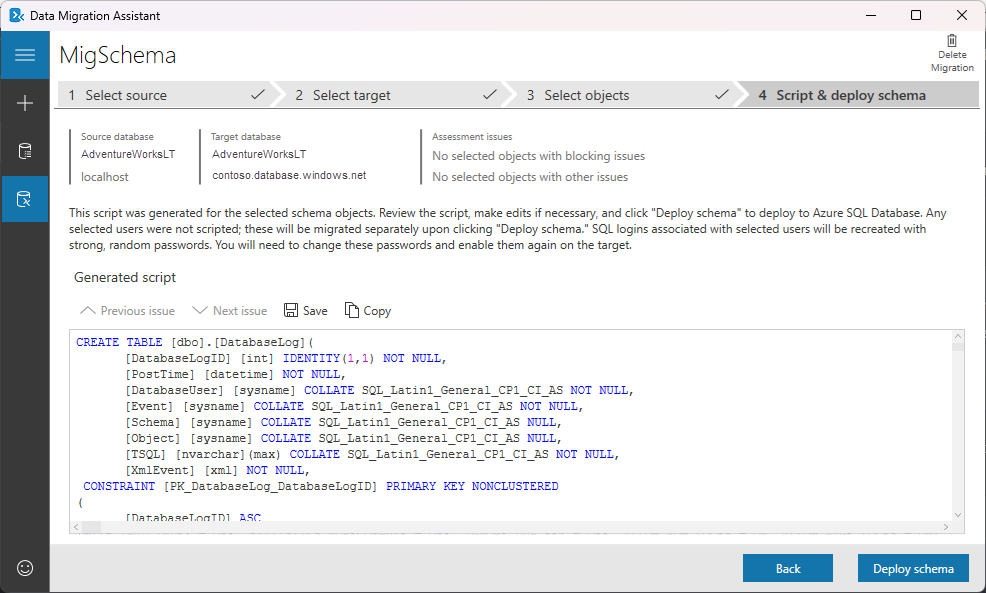 Data Migration Assistant
MigSchema
Delete
Migration
1 Select source
2 Select target
3 Select objects
4 Script & deploy schema
Source database
AdventureWorksLT
localhost
Target database
AdventureWorksLT
contoso.database.windows.net
Assessment issues
No selected objects with blocking issues
No selected objects with other issues
This script was generated for the selected schema objects. Review the script, make edits if necessary, and click "Deploy schema" to deploy to Azure SQL Database. Any
selected users were not scripted; these will be migrated separately upon clicking "Deploy schema." SQL logins associated with selected users will be recreated with
strong, random passwords. You will need to change these passwords and enable them again on the target.
Generated script
Previous issue Next issue Save Copy
CREATE TABLE [dbo].[DatabaseLog](
[DatabaseLogID] [int] IDENTITY(1,1) NOT NULL,
[PostTime] [datetime] NOT NULL,
[DatabaseUser] [sysname] COLLATE SQL_Latin1_General_CP1_CI_AS NOT NULL,
[Event] [sysname] COLLATE SQL_Latin1_General_CP1_CI_AS NOT NULL,
[Schema] [sysname] COLLATE SQL_Latin1_General_CP1_CI_AS NULL,
[Object] [sysname] COLLATE SQL_Latin1_General_CP1_CI_AS NULL,
[TSQL] [nvarchar](max) COLLATE SQL_Latin1_General_CP1_CI_AS NOT NULL,
[XmlEvent] [xml] NOT NULL,
CONSTRAINT [PK_DatabaseLog_DatabaseLogID] PRIMARY KEY NONCLUSTERED
(
[DatabaseLogID] ASC
Back
Deploy schema